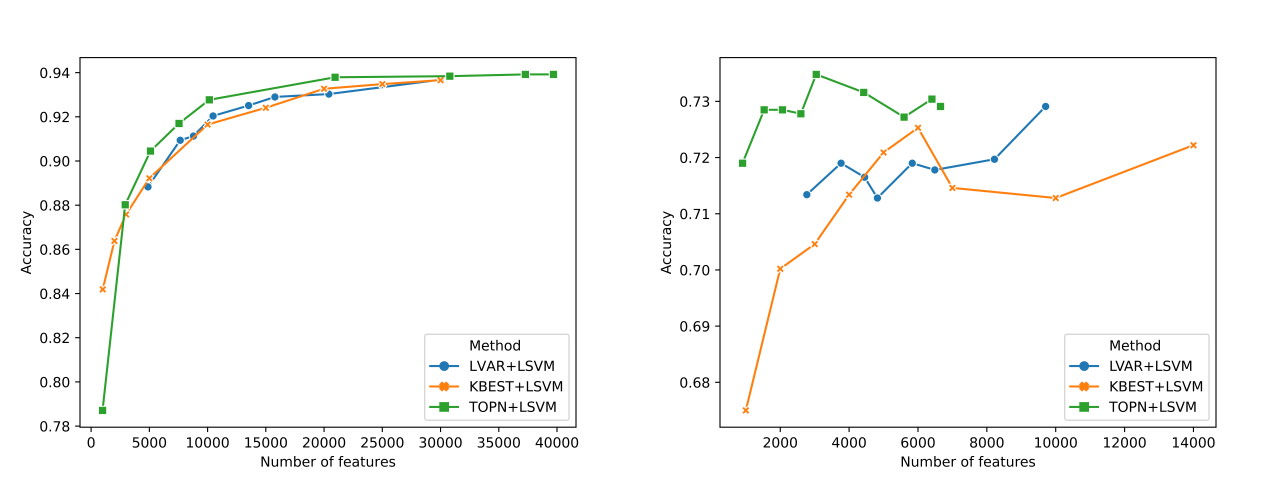 0.94
0.92
0.90
0.88
0.86
0.84
0.82
0.80
0.78
Accuracy
0 5000 10000 15000 20000 25000 30000 35000 40000
Number of features
Method
LVAR+LSVM
KBEST+LSVM
TOPN+LSVM
0.73
0.72
0.71
0.70
0.69
0.68
Accuracy
2000 4000 6000 8000 10000 12000 14000
Number of features
Method
LVAR+LSVM
KBEST+LSVM
TOPN+LSVM